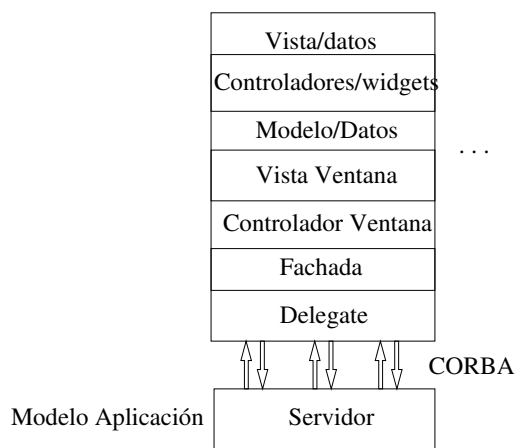 Vista/datos
Controladores/widgets
Modelo/Datos
. . .
Vista Ventana
Controlador Ventana
Fachada
Delegate
CORBA
Modelo Aplicación
Servidor